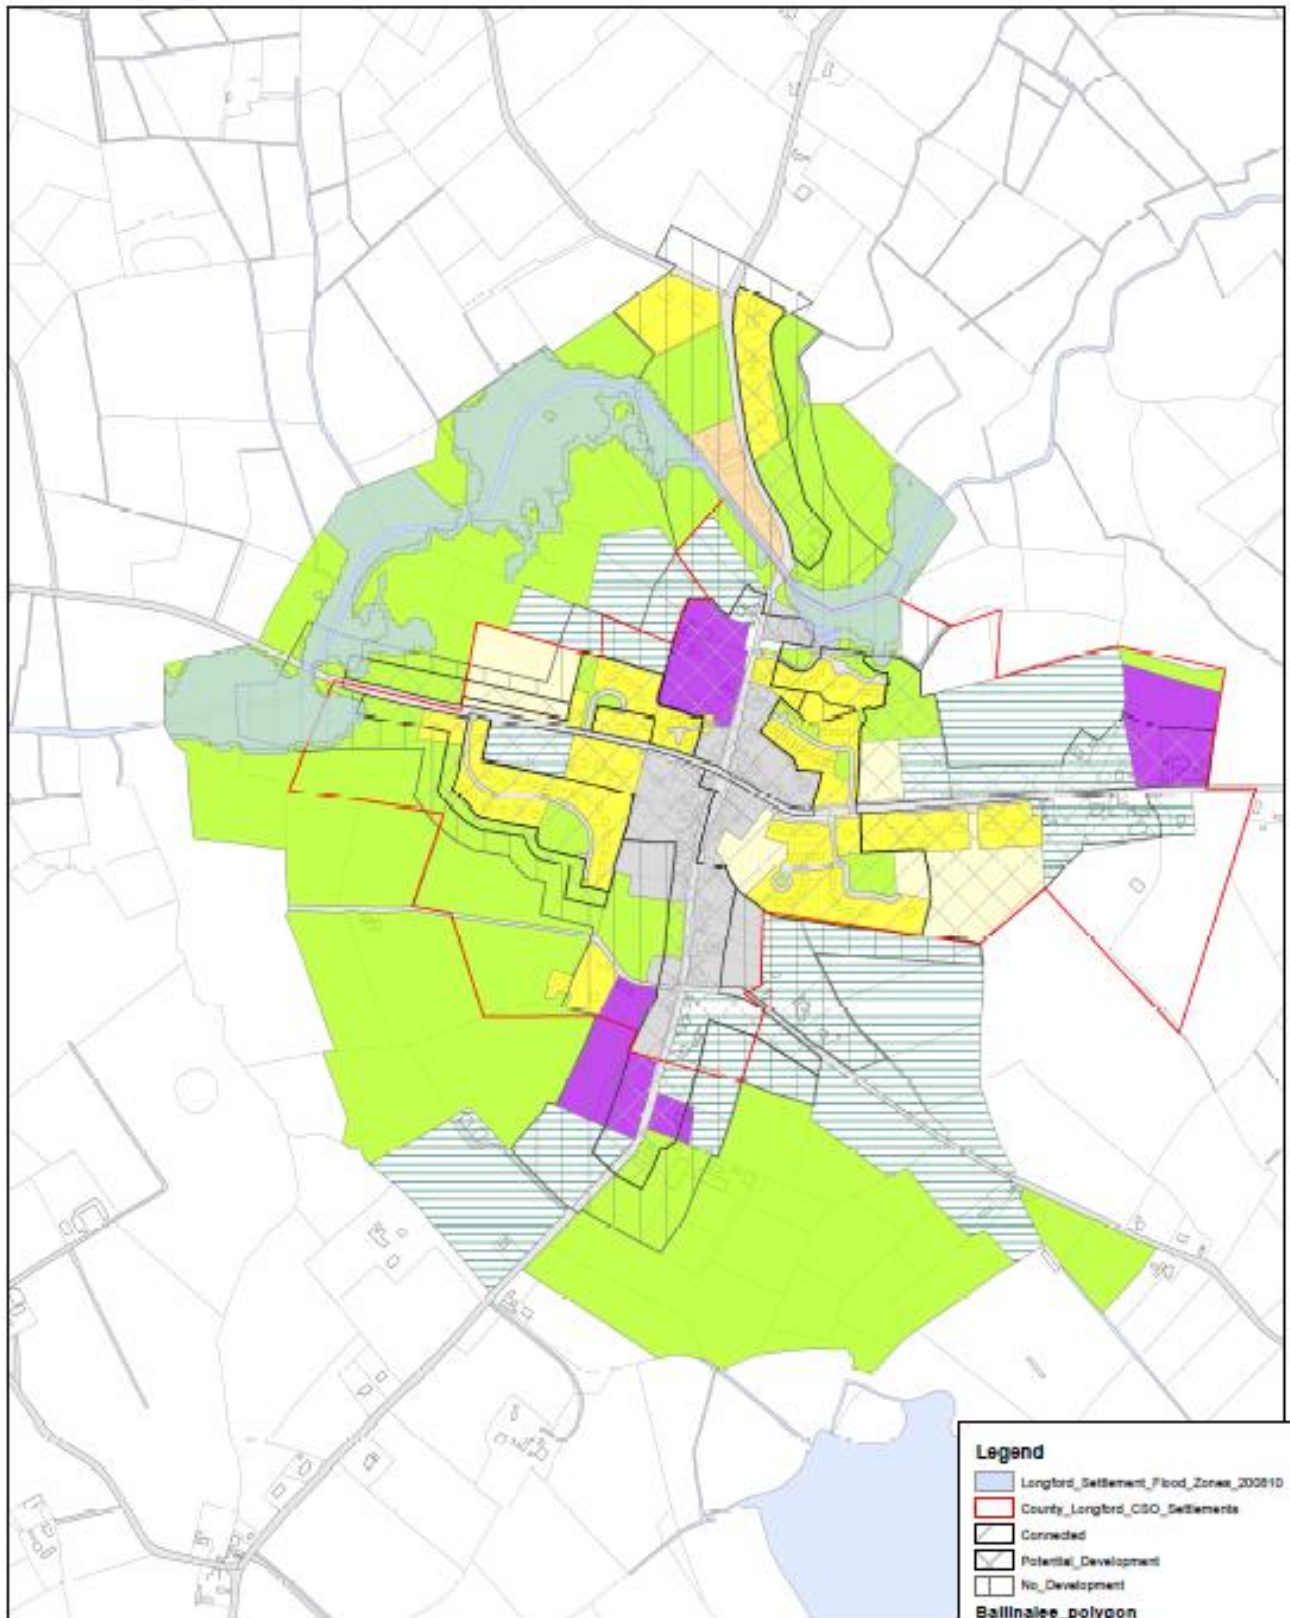 Legend
Longford_Settlement_Flood_Zones_200810
County_Longford_CSO_Settlements
Connected
Potential_Development
No_Development
Ballinalee_polygon